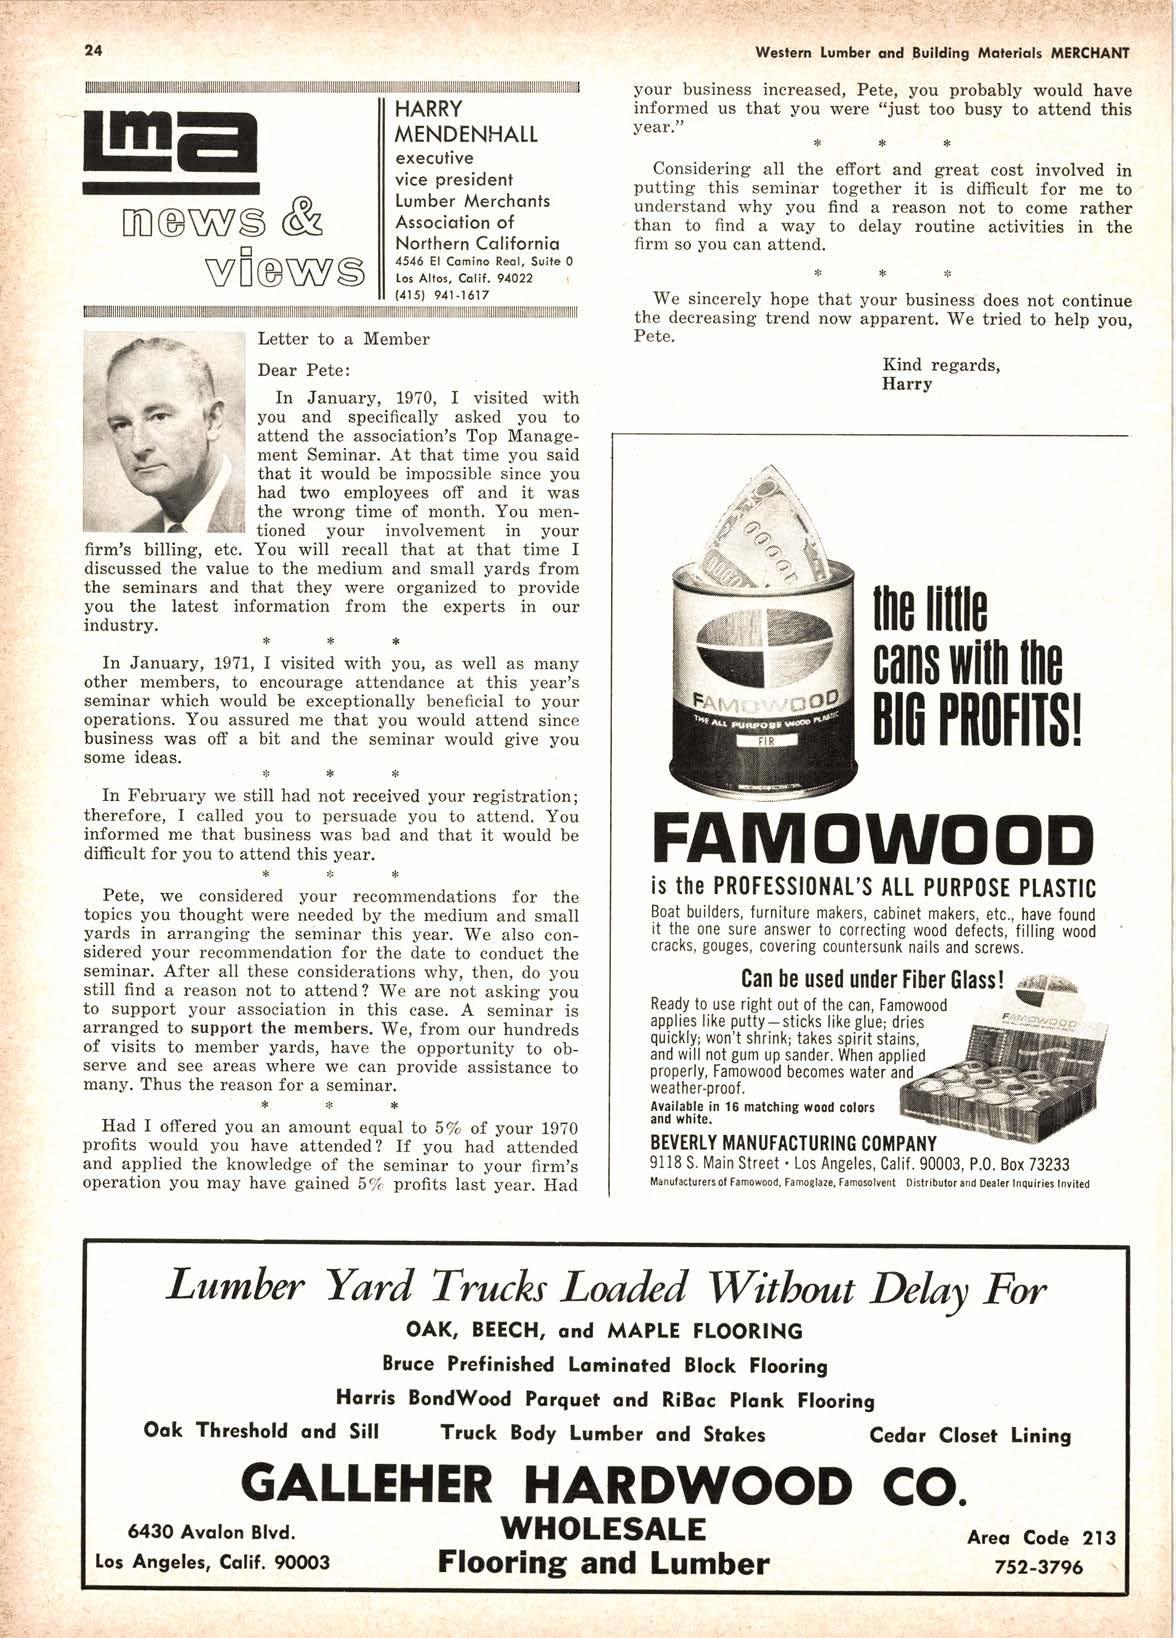 24
Western Lumber and Building Materials MERCHANT
lma
news &
views
HARRY
MENDENHALL
executive
vice president
Lumber Merchants
Association of
Northern California
4546 El Camino Real, Suite O
Los Altos, Calif. 94022
(415) 941-1617
Letter to a Member
Dear Pete:
In January, 1970, I visited with
you and specifically asked you to
attend the association's Top Manage-
ment Seminar. At that time you said
that it would be impossible since you
had two employees off and it was
the wrong time of month. You men-
tioned your involvement in your
firm's billing, etc. You will recall that at that time I
discussed the value to the medium and small yards from
the seminars and that they were organized to provide
you the latest information from the experts in our
industry.
* * *
In January, 1971, I visited with you, as well as many
other members, to encourage attendance at this year's
seminar which would be exceptionally beneficial to your
operations. You assured me that you would attend since
business was off a bit and the seminar would give you
some ideas.
* * *
In February we still had not received your registration;
therefore, I called you to persuade you to attend. You
informed me that business was bad and that it would be
difficult for you to attend this year.
* * *
Pete, we considered your recommendations for the
topics you thought were needed by the medium and small
yards in arranging the seminar this year. We also con-
sidered your recommendation for the date to conduct the
seminar. After all these considerations why, then, do you
still find a reason not to attend? We are not asking you
to support your association in this case. A seminar is
arranged to support the members. We, from our hundreds
of visits to member yards, have the opportunity to ob-
serve and see areas where we can provide assistance to
many. Thus the reason for a seminar.
* * *
Had I offered you an amount equal to 5% of your 1970
profits would you have attended? If you had attended
and applied the knowledge of the seminar to your firm's
operation you may have gained 5% profits last year. Had
your business increased, Pete, you probably would have
informed us that you were "just too busy to attend this
year."
* * *
Considering all the effort and great cost involved in
putting this seminar together it is difficult for me to
understand why you find a reason not to come rather
than to find a way to delay routine activities in the
firm so you can attend.
* * *
We sincerely hope that your business does not continue
the decreasing trend now apparent. We tried to help you,
Pete.
Kind regards,
Harry
FAMOWOOD
THE ALL PURPOSE WOOD PLASTIC
FIR
the little
cans with the
BIG PROFITS!
FAMOWOOD
is the PROFESSIONAL'S ALL PURPOSE PLASTIC
Boat builders, furniture makers, cabinet makers, etc., have found
it the one sure answer to correcting wood defects, filling wood
cracks, gouges, covering countersunk nails and screws.
Can be used under Fiber Glass!
Ready to use right out of the can, Famowood
applies like putty—sticks like glue; dries
quickly; won't shrink; takes spirit stains,
and will not gum up sander. When applied
properly, Famowood becomes water and
weather-proof.
Available in 16 matching wood colors
and white.
FAMOWOOD
BEVERLY MANUFACTURING COMPANY
9118 S. Main Street • Los Angeles, Calif. 90003, P.O. Box 73233
Manufacturers of Famowood, Famoglaze, Famosolvent Distributor and Dealer Inquiries Invited
Lumber Yard Trucks Loaded Without Delay For
OAK, BEECH, and MAPLE FLOORING
Bruce Prefinished Laminated Block Flooring
Harris BondWood Parquet and RiBac Plank Flooring
Oak Threshold and Sill Truck Body Lumber and Stakes Cedar Closet Lining
GALLEHER HARDWOOD CO.
6430 Avalon Blvd.
Los Angeles, Calif. 90003
WHOLESALE
Flooring and Lumber
Area Code 213
752-3796